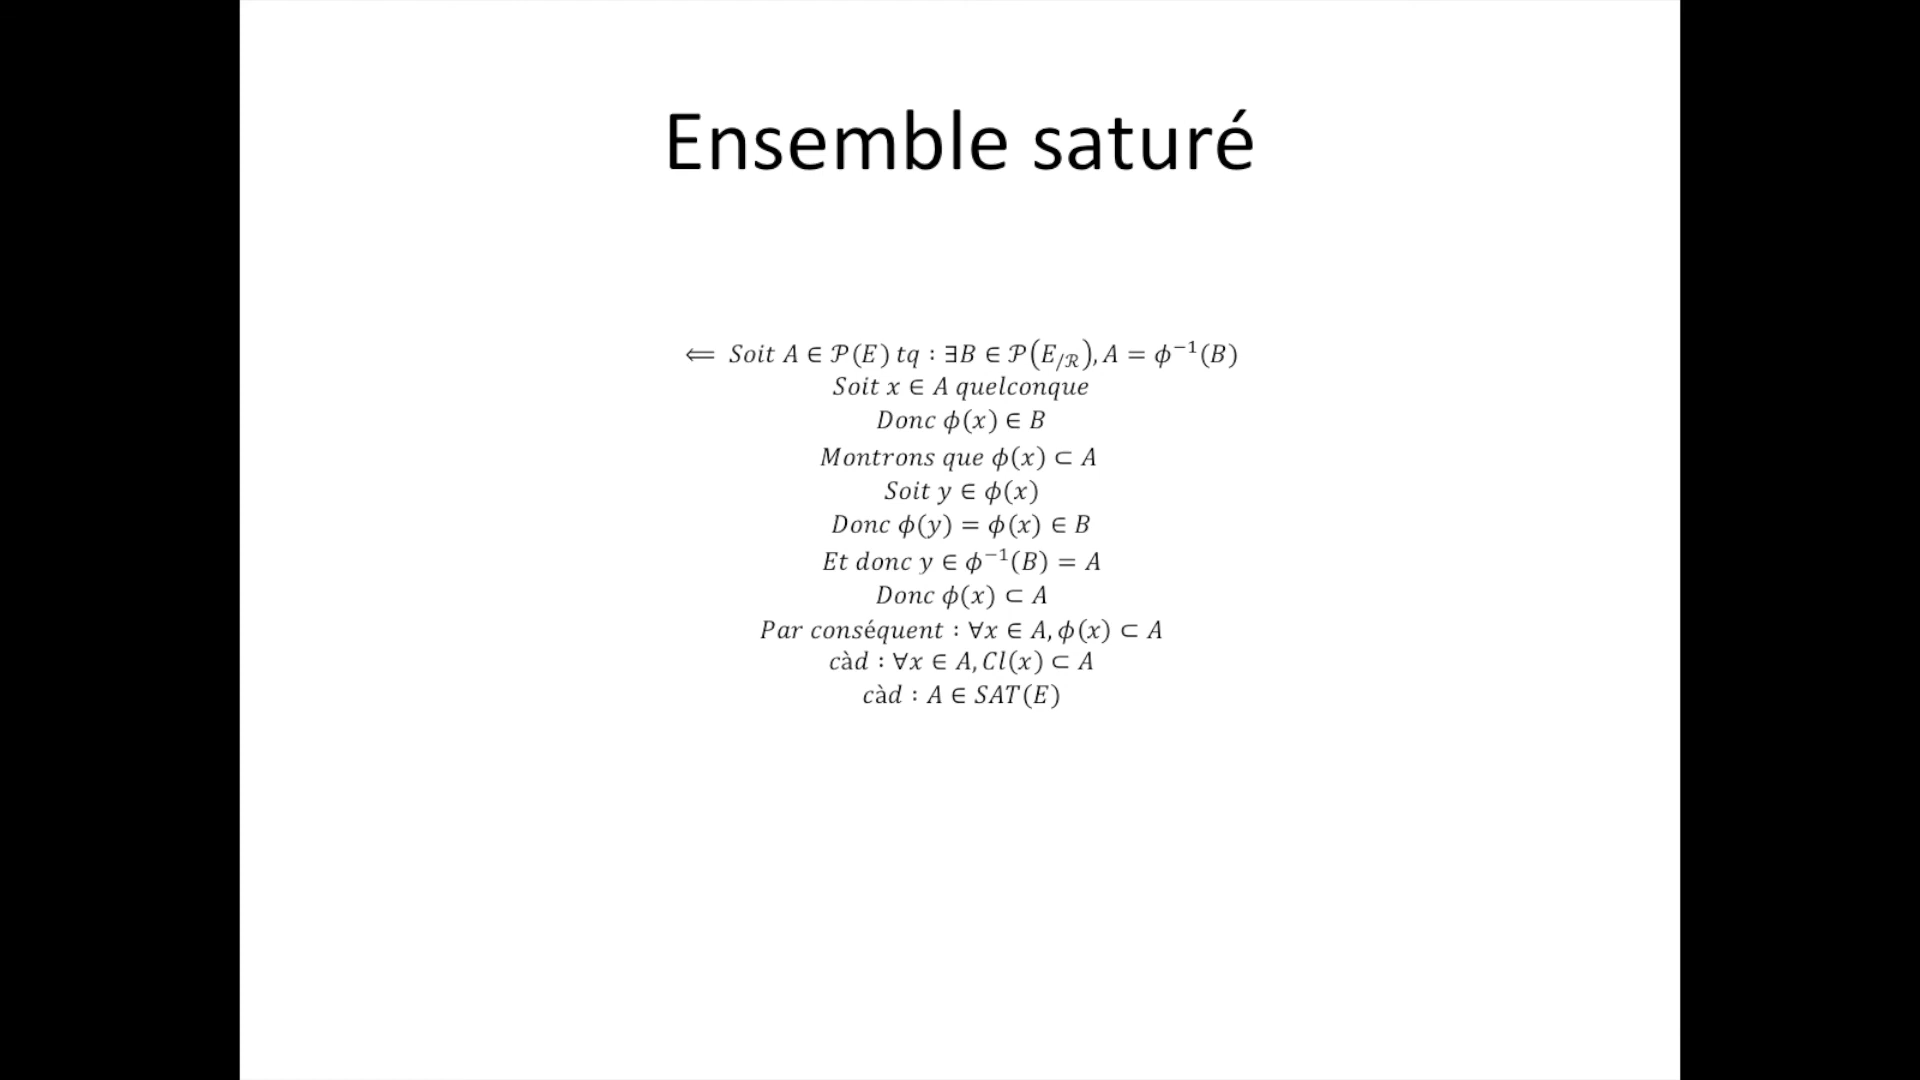 Ensemble saturé
⟸ Soit A ∈ 𝒫(E) tq : ∃B ∈ 𝒫(E/ℛ), A = ϕ⁻¹(B)
Soit x ∈ A quelconque
Donc ϕ(x) ∈ B
Montrons que ϕ(x) ⊂ A
Soit y ∈ ϕ(x)
Donc ϕ(y) = ϕ(x) ∈ B
Et donc y ∈ ϕ⁻¹(B) = A
Donc ϕ(x) ⊂ A
Par conséquent : ∀x ∈ A, ϕ(x) ⊂ A
càd : ∀x ∈ A, Cl(x) ⊂ A
càd : A ∈ SAT(E)